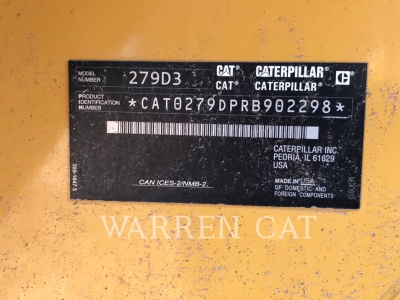 MODEL NUMBER 279D3 CAT CATERPILLAR C
CAT CATERPILLAR
PRODUCT IDENTIFICATION NUMBER *CAT0279DPRB902298*
CATERPILLAR INC.
PEORIA, IL 61629
USA
CAN ICES-2/NMB-2
MADE IN USA
OF DOMESTIC AND
FOREIGN COMPONENTS
WARREN CAT